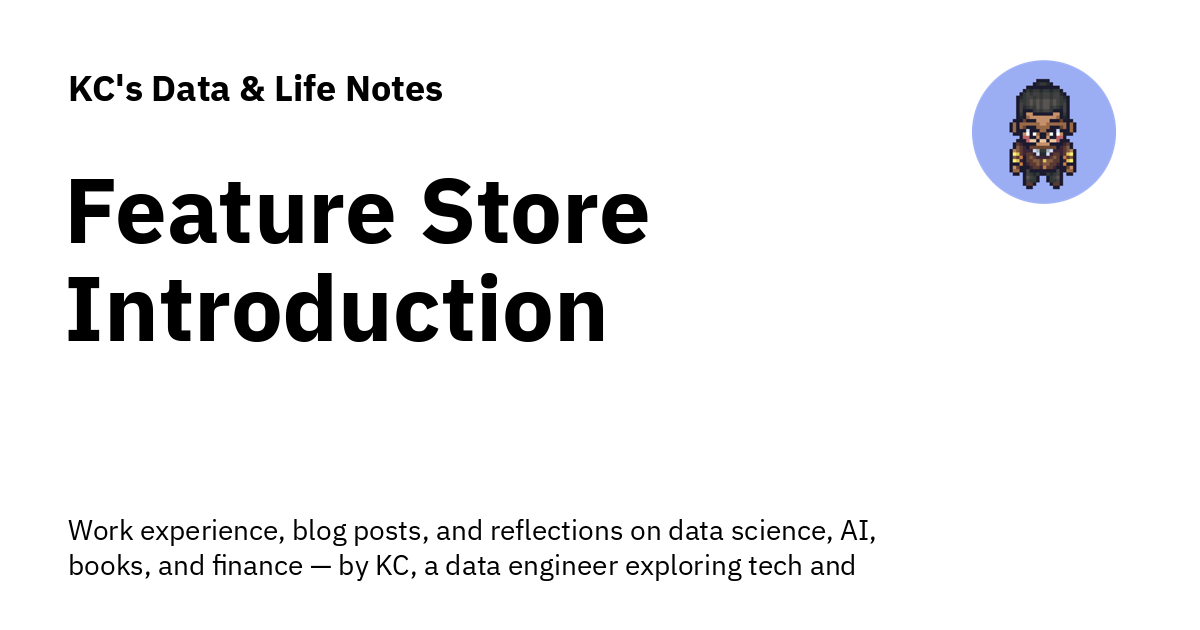 KC's Data & Life Notes
Feature Store
Introduction
Work experience, blog posts, and reflections on data science, AI,
books, and finance — by KC, a data engineer exploring tech and